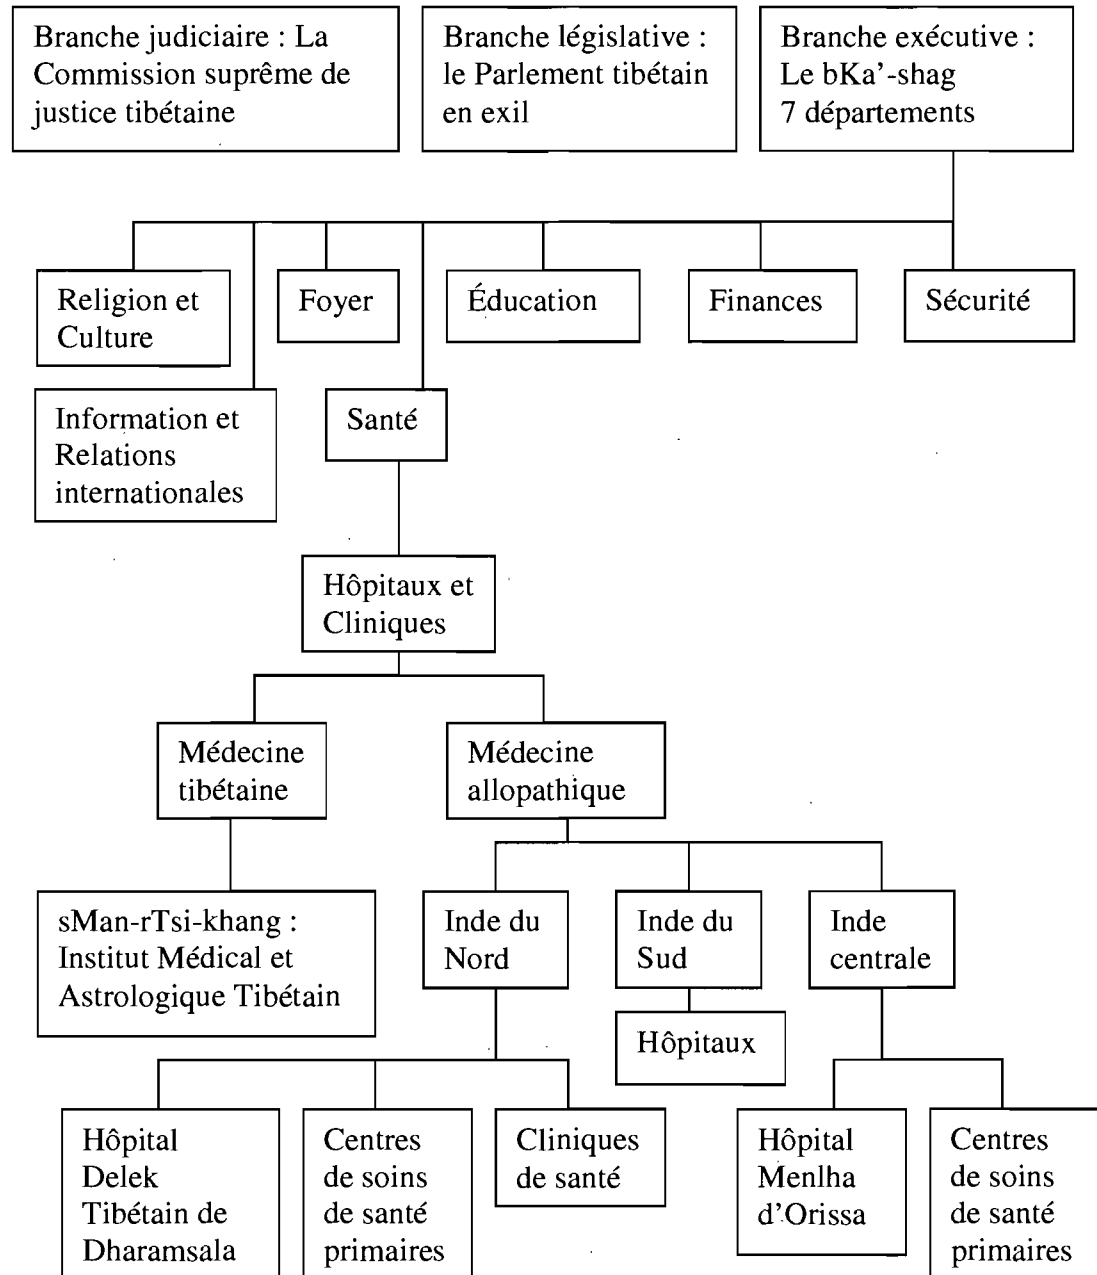 Branche judiciaire : La
Commission suprême de
justice tibétaine
Branche législative :
le Parlement tibétain
en exil
Branche exécutive :
Le bKa’-shag
7 départements
Religion et
Culture
Foyer
Éducation
Finances
Sécurité
Information et
Relations
internationales
Santé
Hôpitaux et
Cliniques
Médecine
tibétaine
Médecine
allopathique
sMan-rTsi-khang :
Institut Médical et
Astrologique Tibétain
Inde du
Nord
Inde du
Sud
Inde
centrale
Hôpitaux
Hôpital
Delek
Tibétain de
Dharamsala
Centres
de soins
de santé
primaires
Cliniques
de santé
Hôpital
Menlha
d'Orissa
Centres
de soins
de santé
primaires